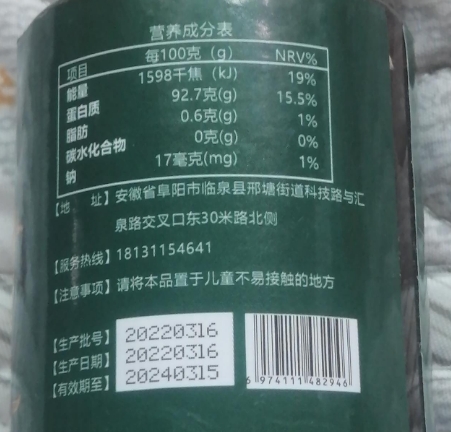 营养成分表
项目 每100克（g） NRV%
能量 1598千焦（kJ） 19%
蛋白质 92.7克(g) 15.5%
脂肪 0.6克(g) 1%
碳水化合物 0克(g) 0%
钠 17毫克(mg) 1%
【地 址】安徽省阜阳市临泉县邢塘街道科技路与汇
泉路交叉口东30米路北侧
【服务热线】18131154641
【注意事项】请将本品置于儿童不易接触的地方
【生产批号】20220316
【生产日期】20220316
【有效期至】20240315
6 974111 482946